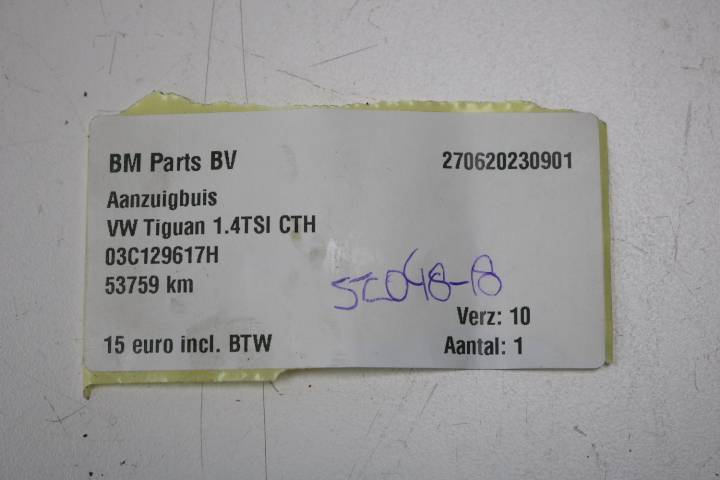 BM Parts BV 270620230901
Aanzuigbuis
VW Tiguan 1.4TSI CTH
03C129617H
53759 km
5C048-18
Verz: 10
15 euro incl. BTW Aantal: 1